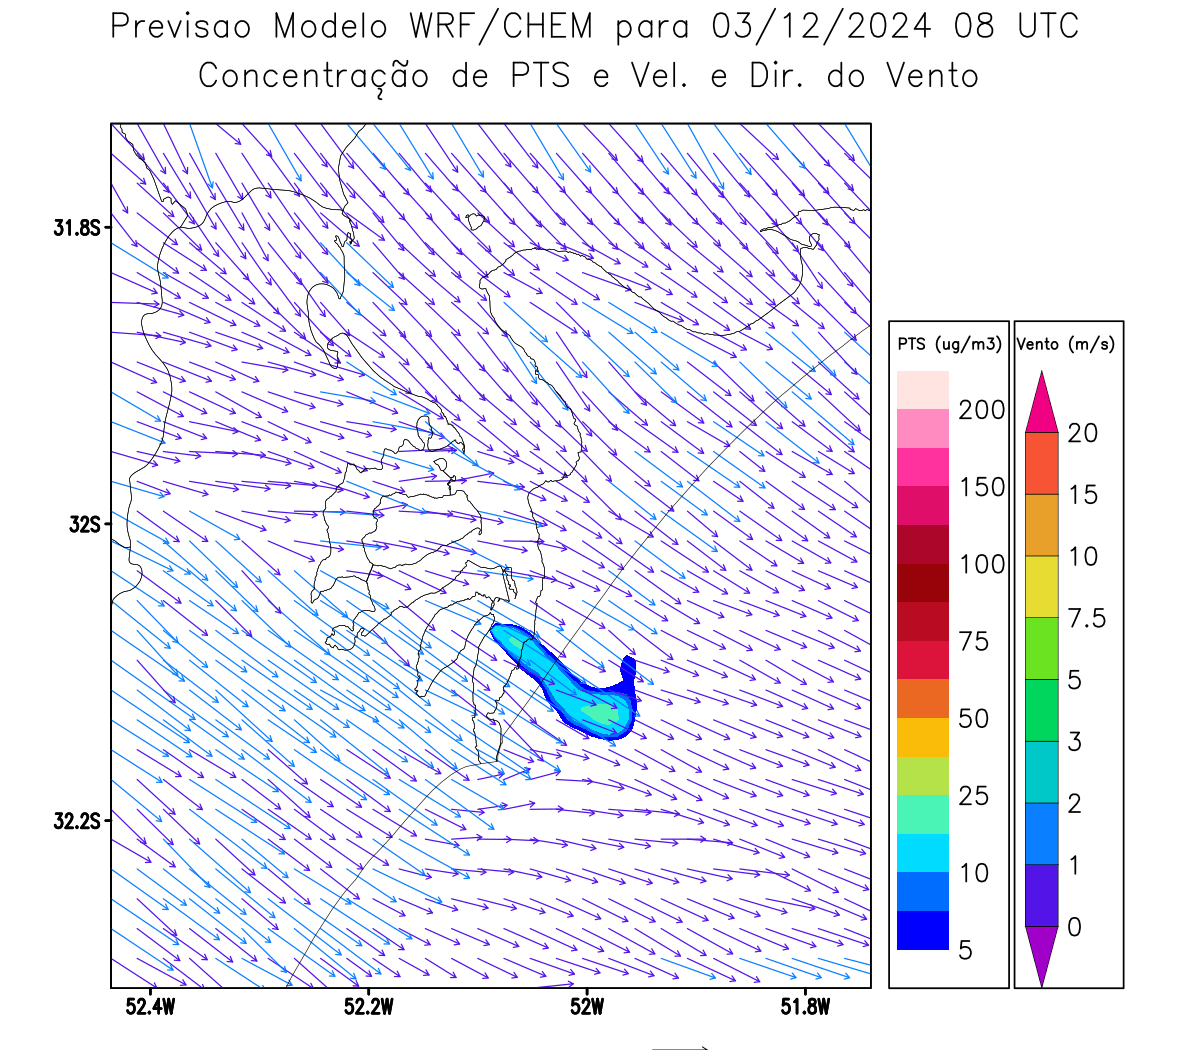 Previsao Modelo WRF/CHEM para 03/12/2024 08 UTC
Concentração de PTS e Vel. e Dir. do Vento
31.8S
32S
32.2S
52.4W
52.2W
52W
51.8W
PTS (ug/m3)
200
150
100
75
50
25
10
5
Vento (m/s)
20
15
10
7.5
5
3
2
1
0